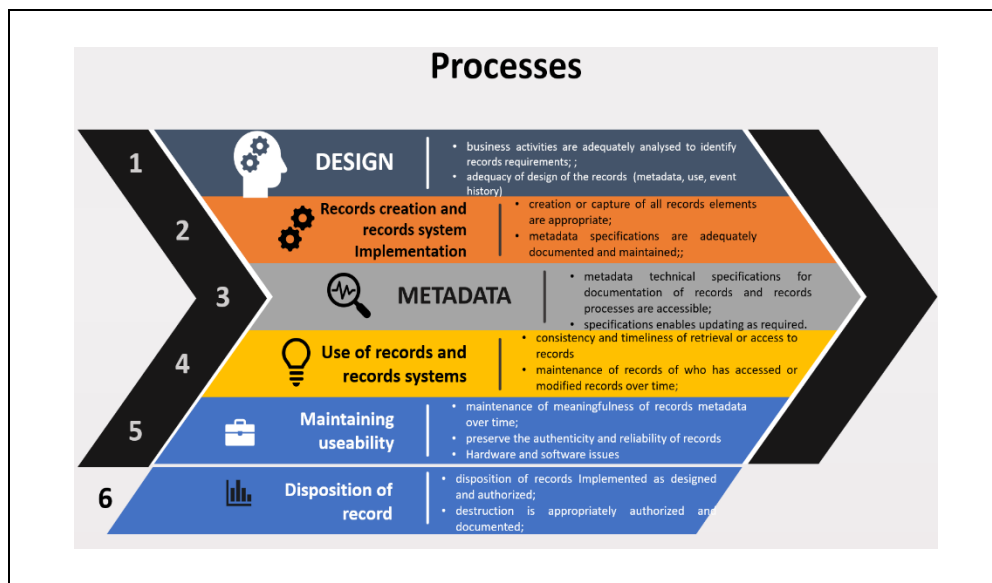 Processes
1
DESIGN
• business activities are adequately analysed to identify
records requirements; ;
• adequacy of design of the records (metadata, use, event
history)
2
Records creation and
records system
Implementation
• creation or capture of all records elements
are appropriate;
• metadata specifications are adequately
documented and maintained;;
3
METADATA
• metadata technical specifications for
documentation of records and records
processes are accessible;
• specifications enables updating as required.
4
Use of records and
records systems
• consistency and timeliness of retrieval or access to
records
• maintenance of records of who has accessed or
modified records over time;
5
Maintaining
useability
• maintenance of meaningfulness of records metadata
over time;
• preserve the authenticity and reliability of records
• Hardware and software issues
6
Disposition of
record
• disposition of records Implemented as designed
and authorized;
• destruction is appropriately authorized and
documented;